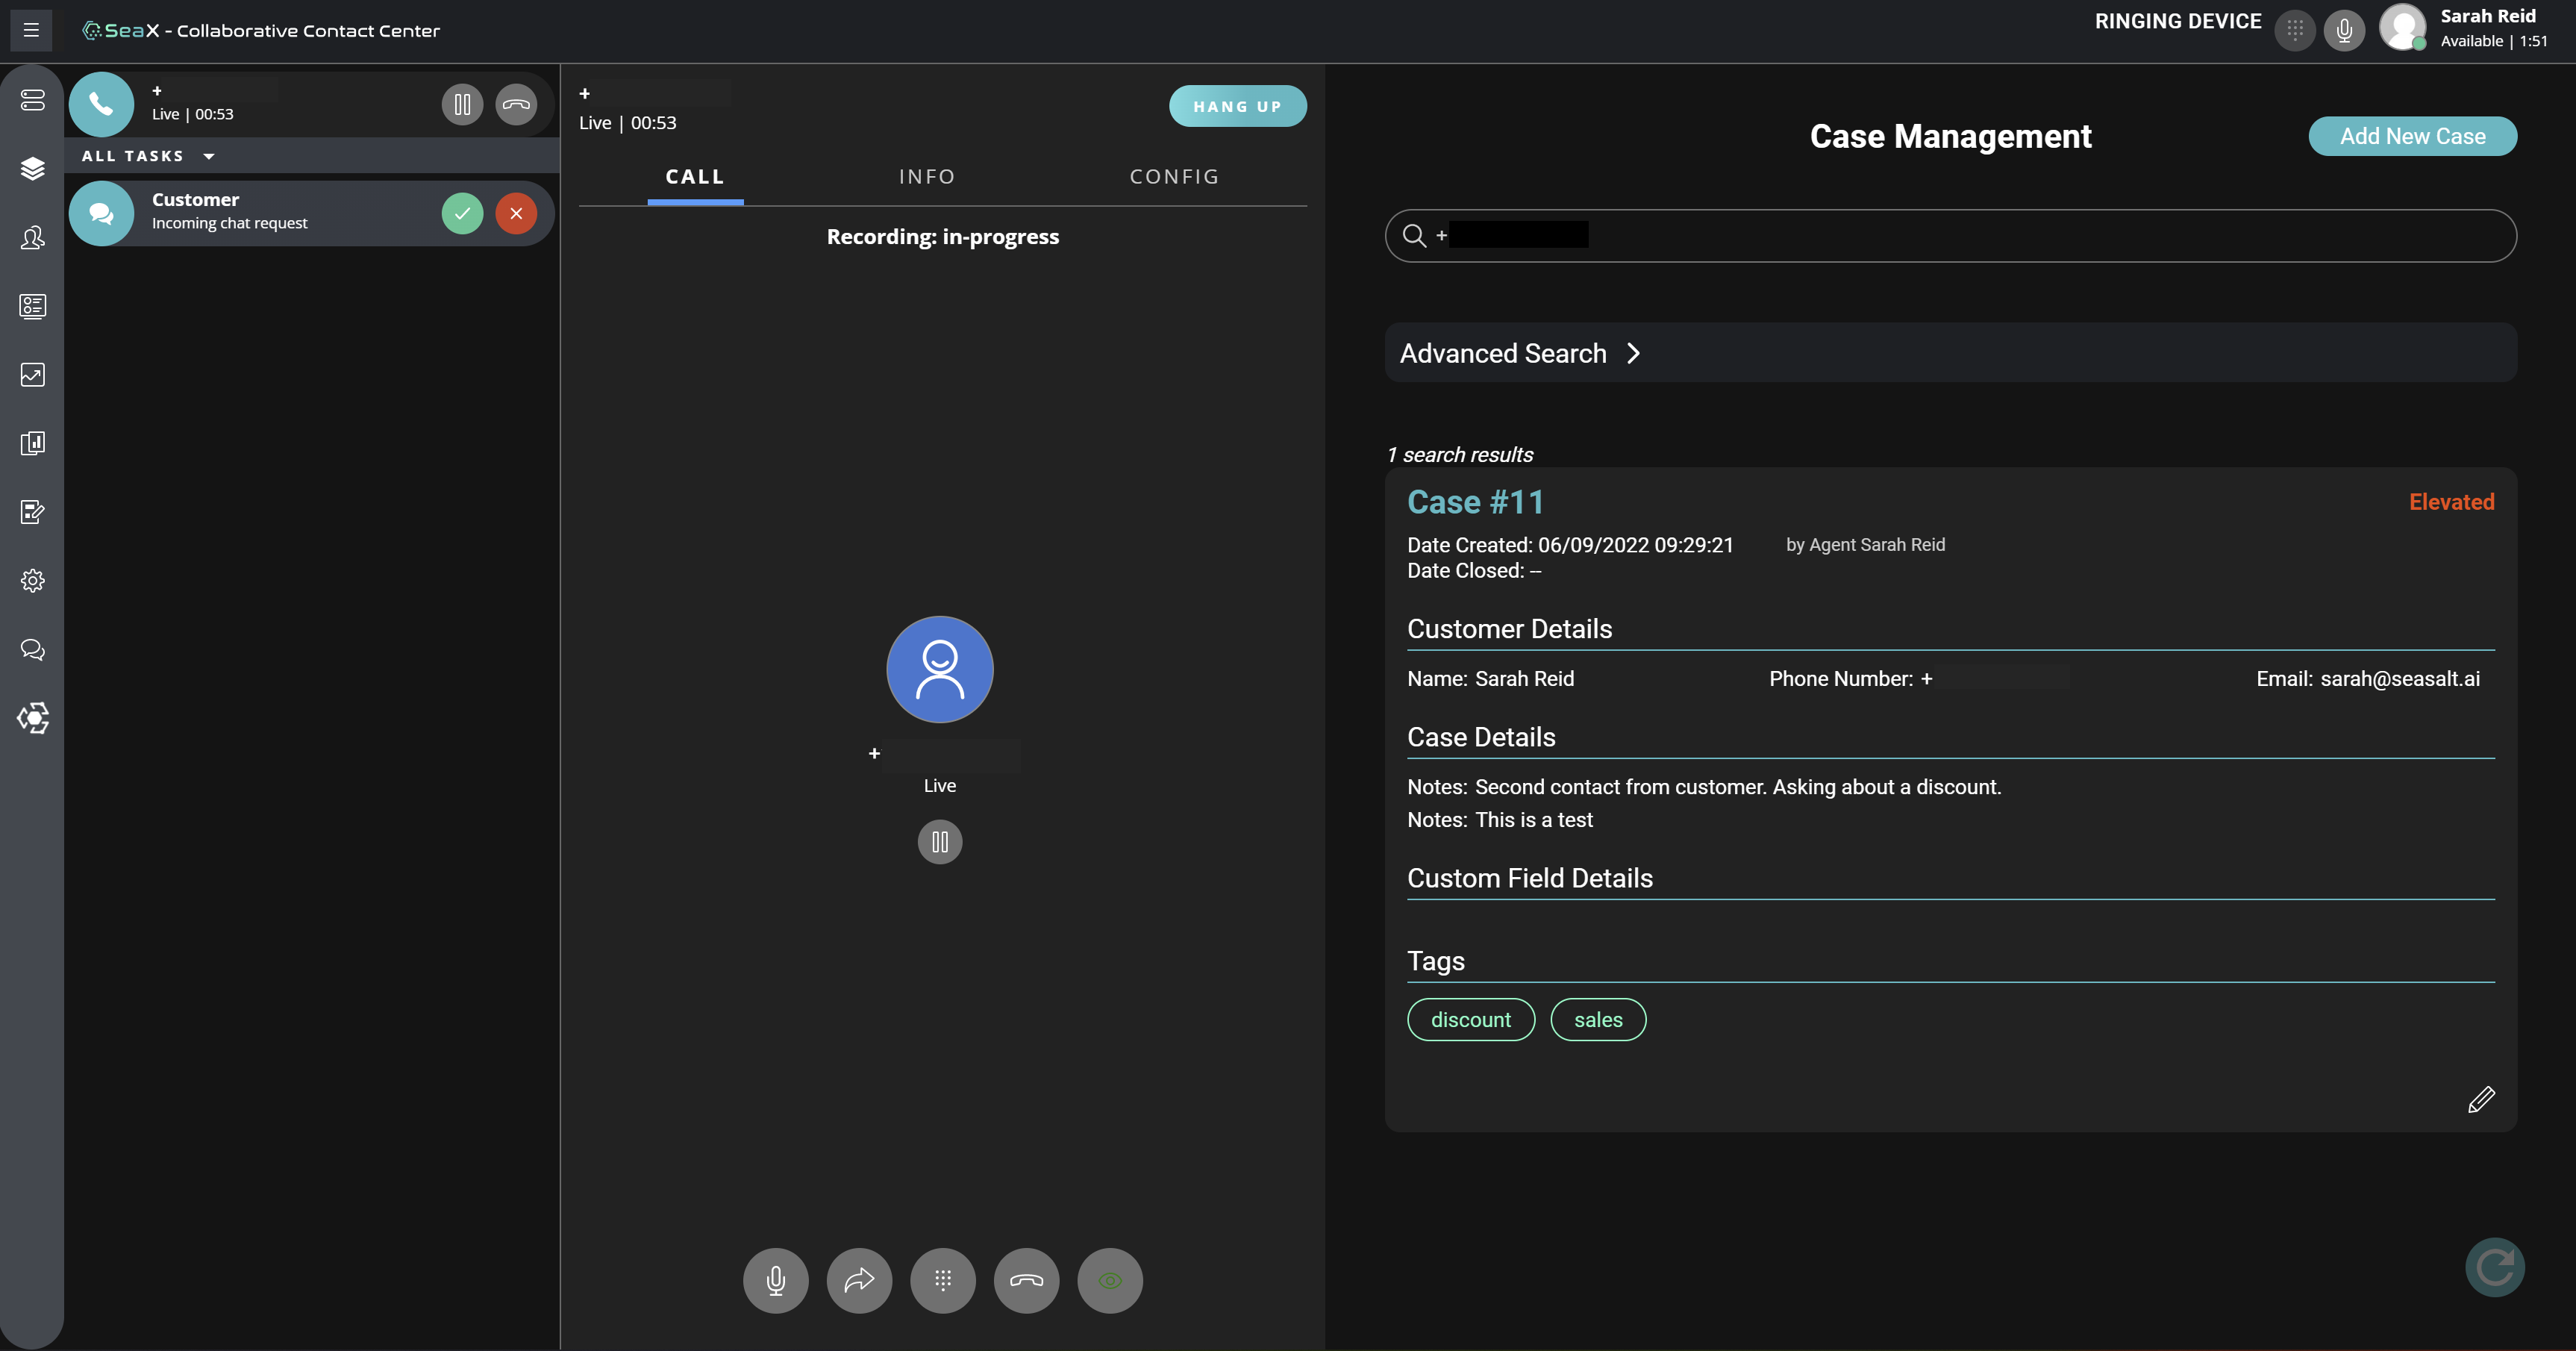 SeaX - Collaborative Contact Center
RINGING DEVICE
Sarah Reid
Available | 1:51
+
Live | 00:53
ALL TASKS
Customer
Incoming chat request
+
Live | 00:53
HANG UP
CALL
INFO
CONFIG
Recording: in-progress
+
Live
Case Management
Add New Case
+
Advanced Search
1 search results
Case #11
Elevated
Date Created: 06/09/2022 09:29:21
by Agent Sarah Reid
Date Closed: --
Customer Details
Name: Sarah Reid
Phone Number: +
Email: sarah@seasalt.ai
Case Details
Notes: Second contact from customer. Asking about a discount.
Notes: This is a test
Custom Field Details
Tags
discount
sales